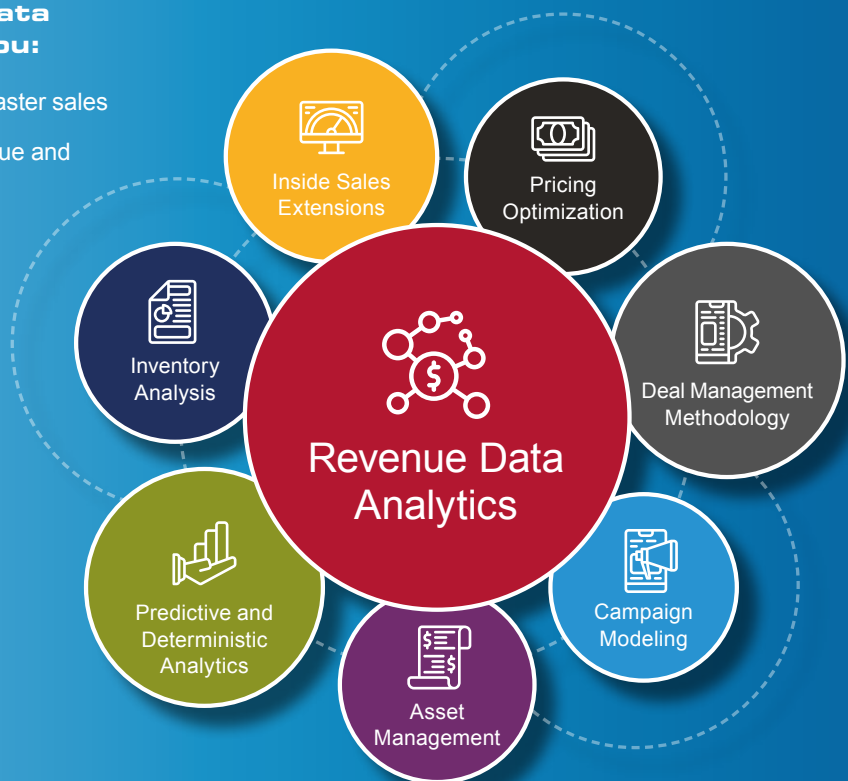 ata
ou:
aster sales
ue and
Inside Sales
Extensions
Pricing
Optimization
Inventory
Analysis
Revenue Data
Analytics
Deal Management
Methodology
Predictive and
Deterministic
Analytics
Campaign
Modeling
Asset
Management